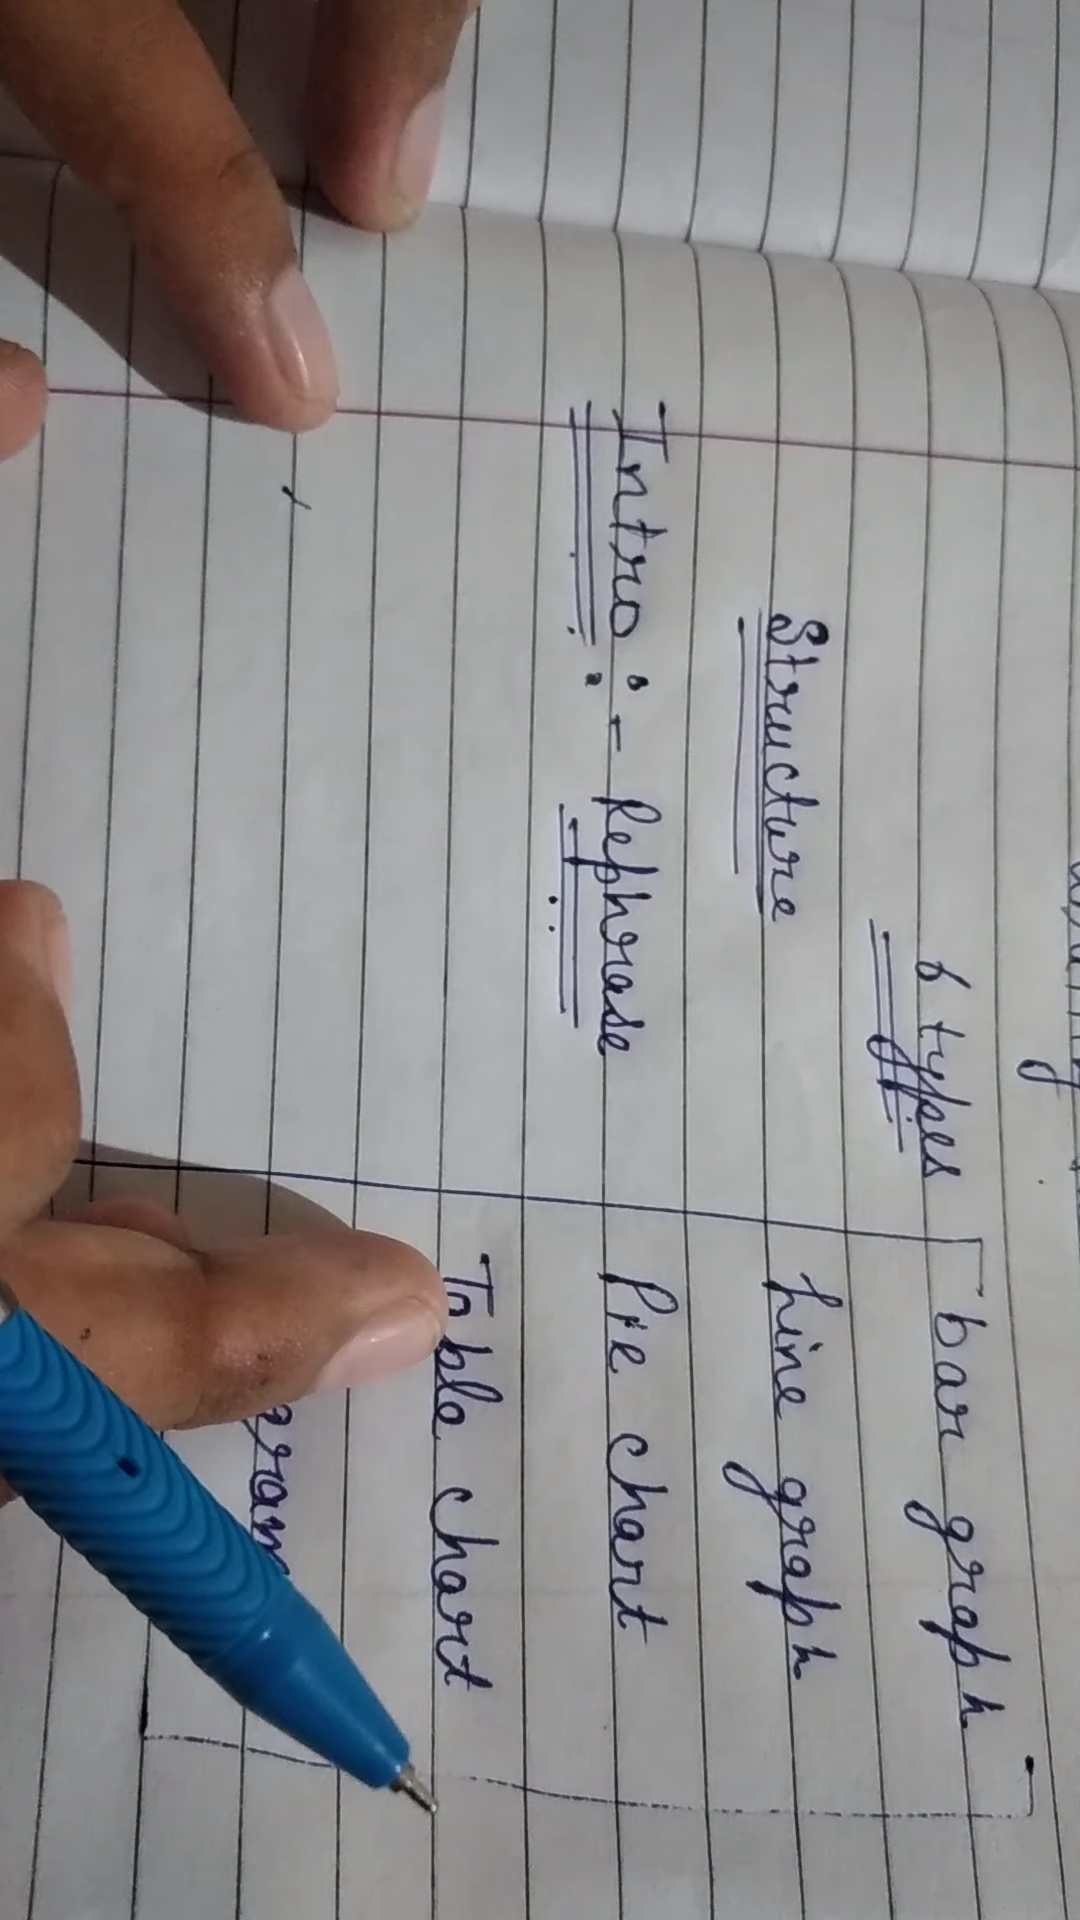 6 types
bar graph
Structure
Line graph
Intro :- Rephrase
Pie chart
Table chart